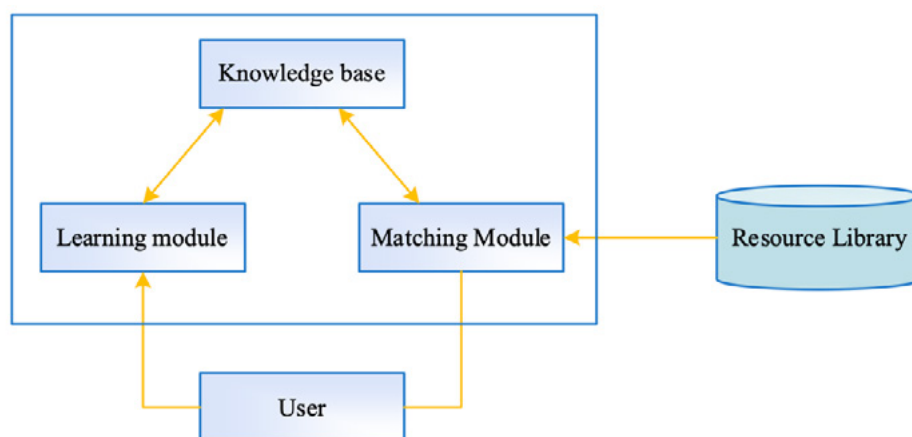 Knowledge base
Learning module
Matching Module
Resource Library
User